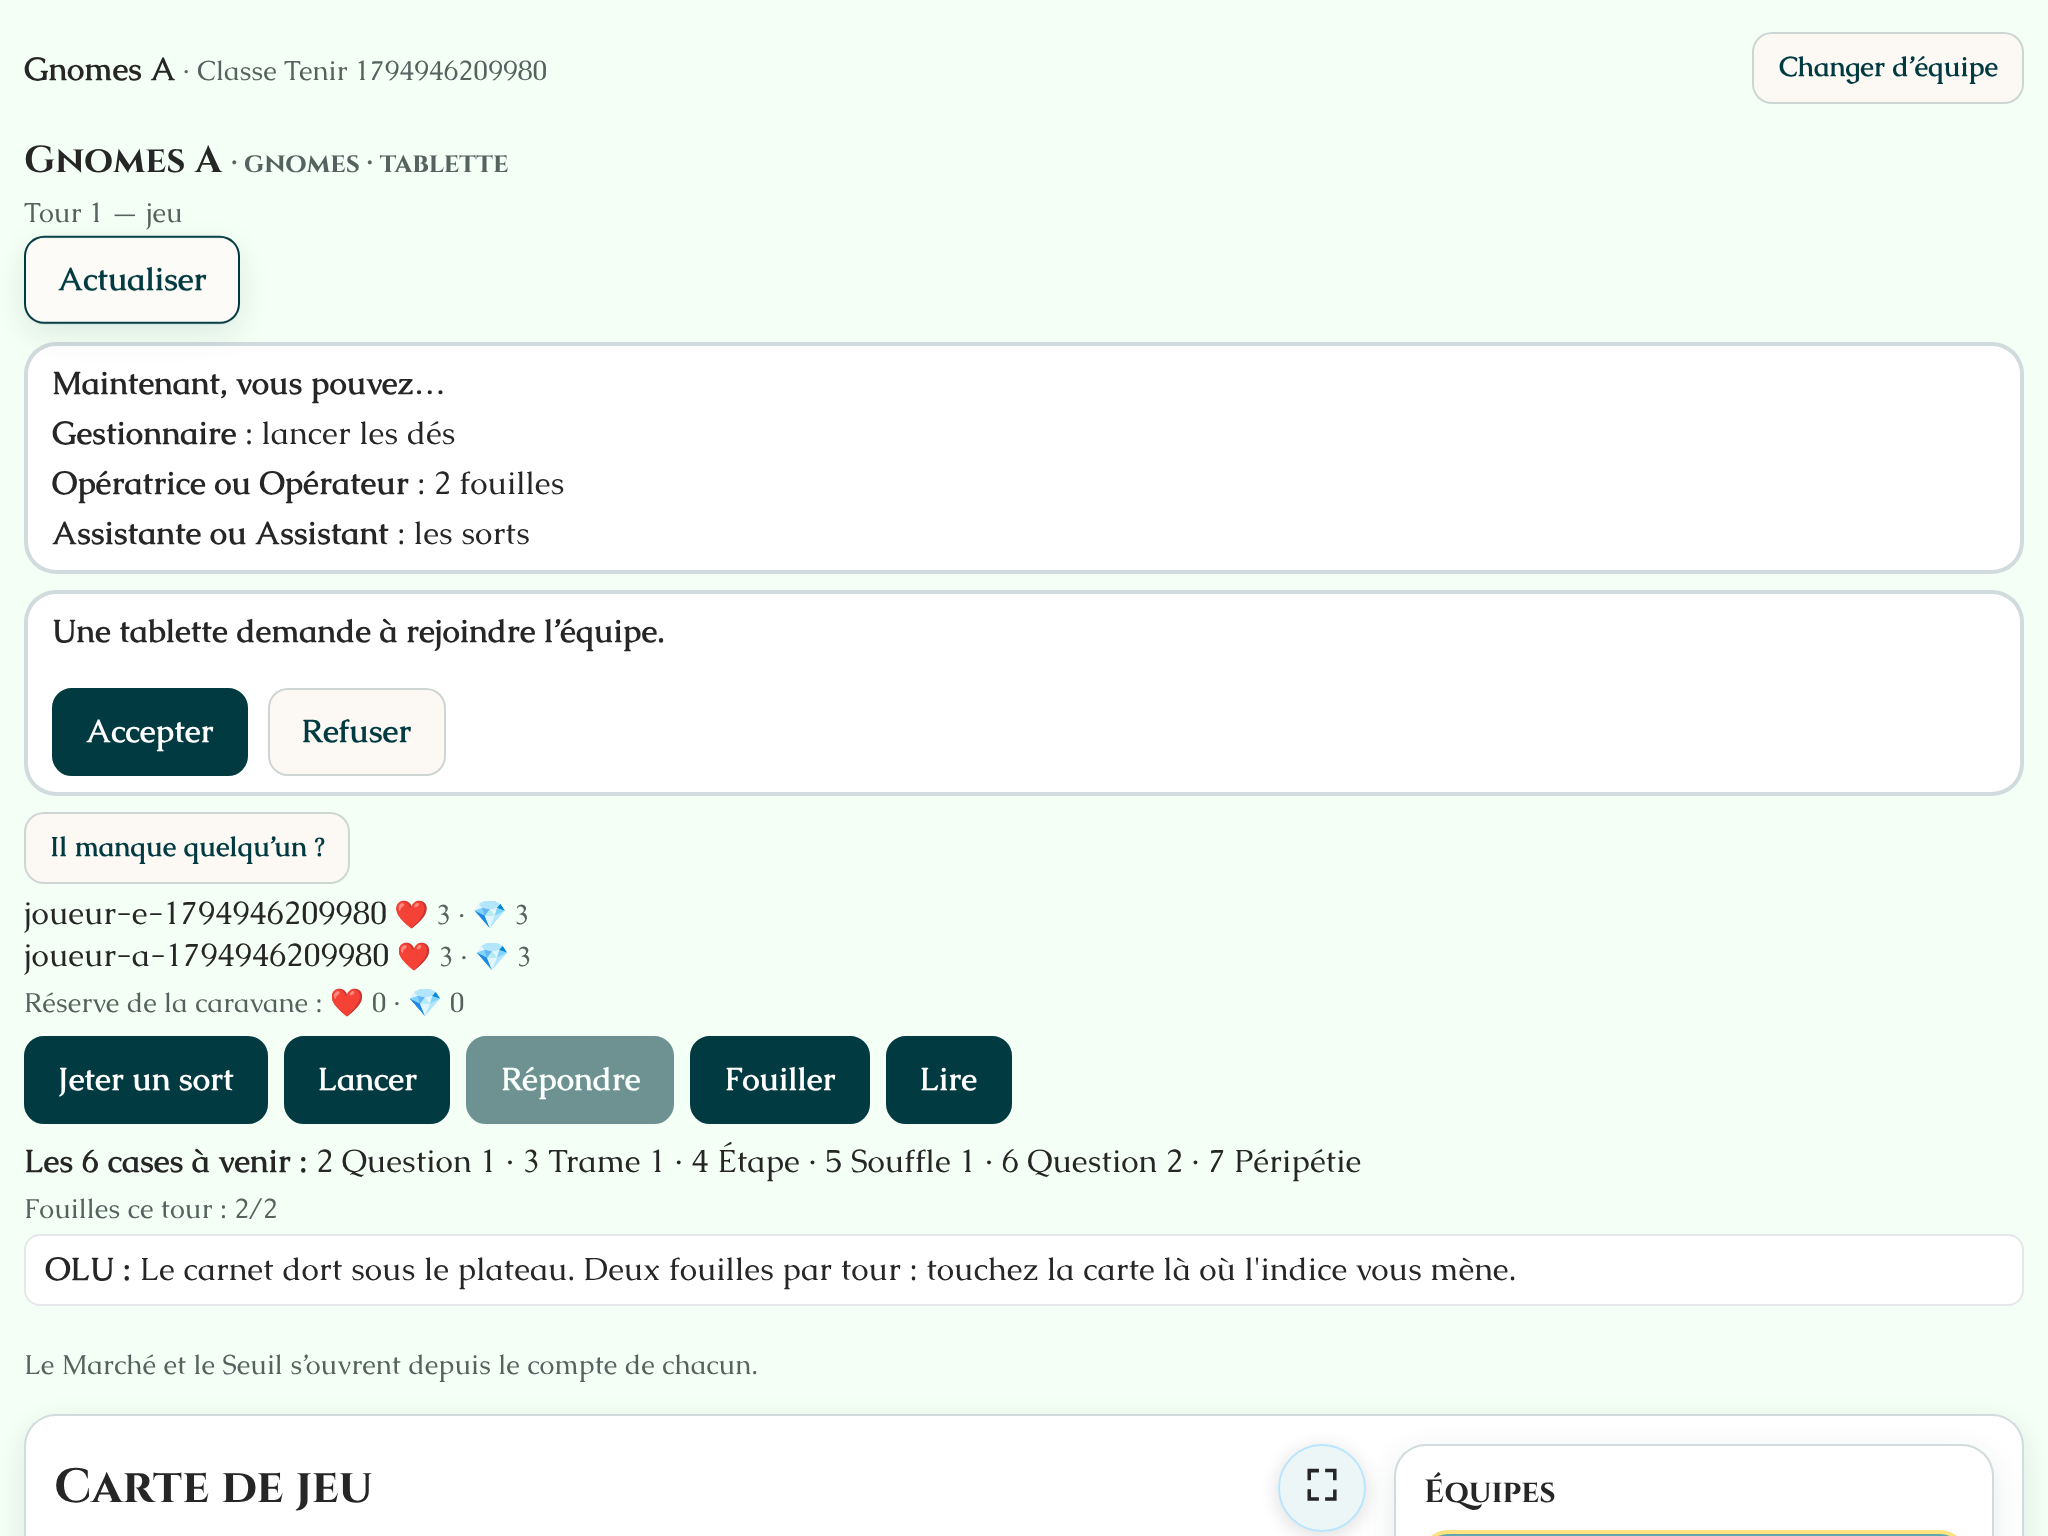 Gnomes A · Classe Tenir 1794946209980
Changer d’équipe
Gnomes A · gnomes · tablette
Tour 1 — jeu
Actualiser
Maintenant, vous pouvez…
Gestionnaire : lancer les dés
Opératrice ou Opérateur : 2 fouilles
Assistante ou Assistant : les sorts
Une tablette demande à rejoindre l’équipe.
Accepter
Refuser
Il manque quelqu’un ?
joueur-e-1794946209980 ❤️ 3 · 💎 3
joueur-a-1794946209980 ❤️ 3 · 💎 3
Réserve de la caravane : ❤️ 0 · 💎 0
Jeter un sort
Lancer
Répondre
Fouiller
Lire
Les 6 cases à venir : 2 Question 1 · 3 Trame 1 · 4 Étape · 5 Souffle 1 · 6 Question 2 · 7 Péripétie
Fouilles ce tour : 2/2
OLU : Le carnet dort sous le plateau. Deux fouilles par tour : touchez la carte là où l'indice vous mène.
Le Marché et le Seuil s’ouvrent depuis le compte de chacun.
Carte de jeu
Équipes